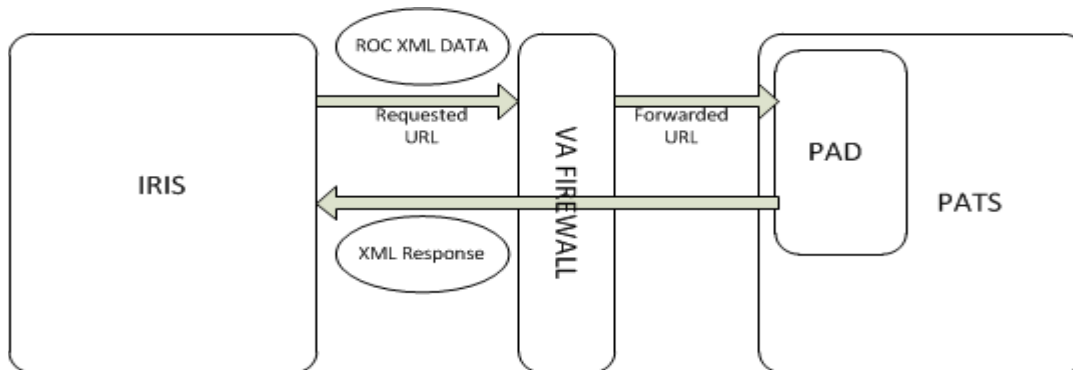 ROC XML DATA
Requested
URL
Forwarded
URL
IRIS
VA FIREWALL
PAD
PATS
XML Response